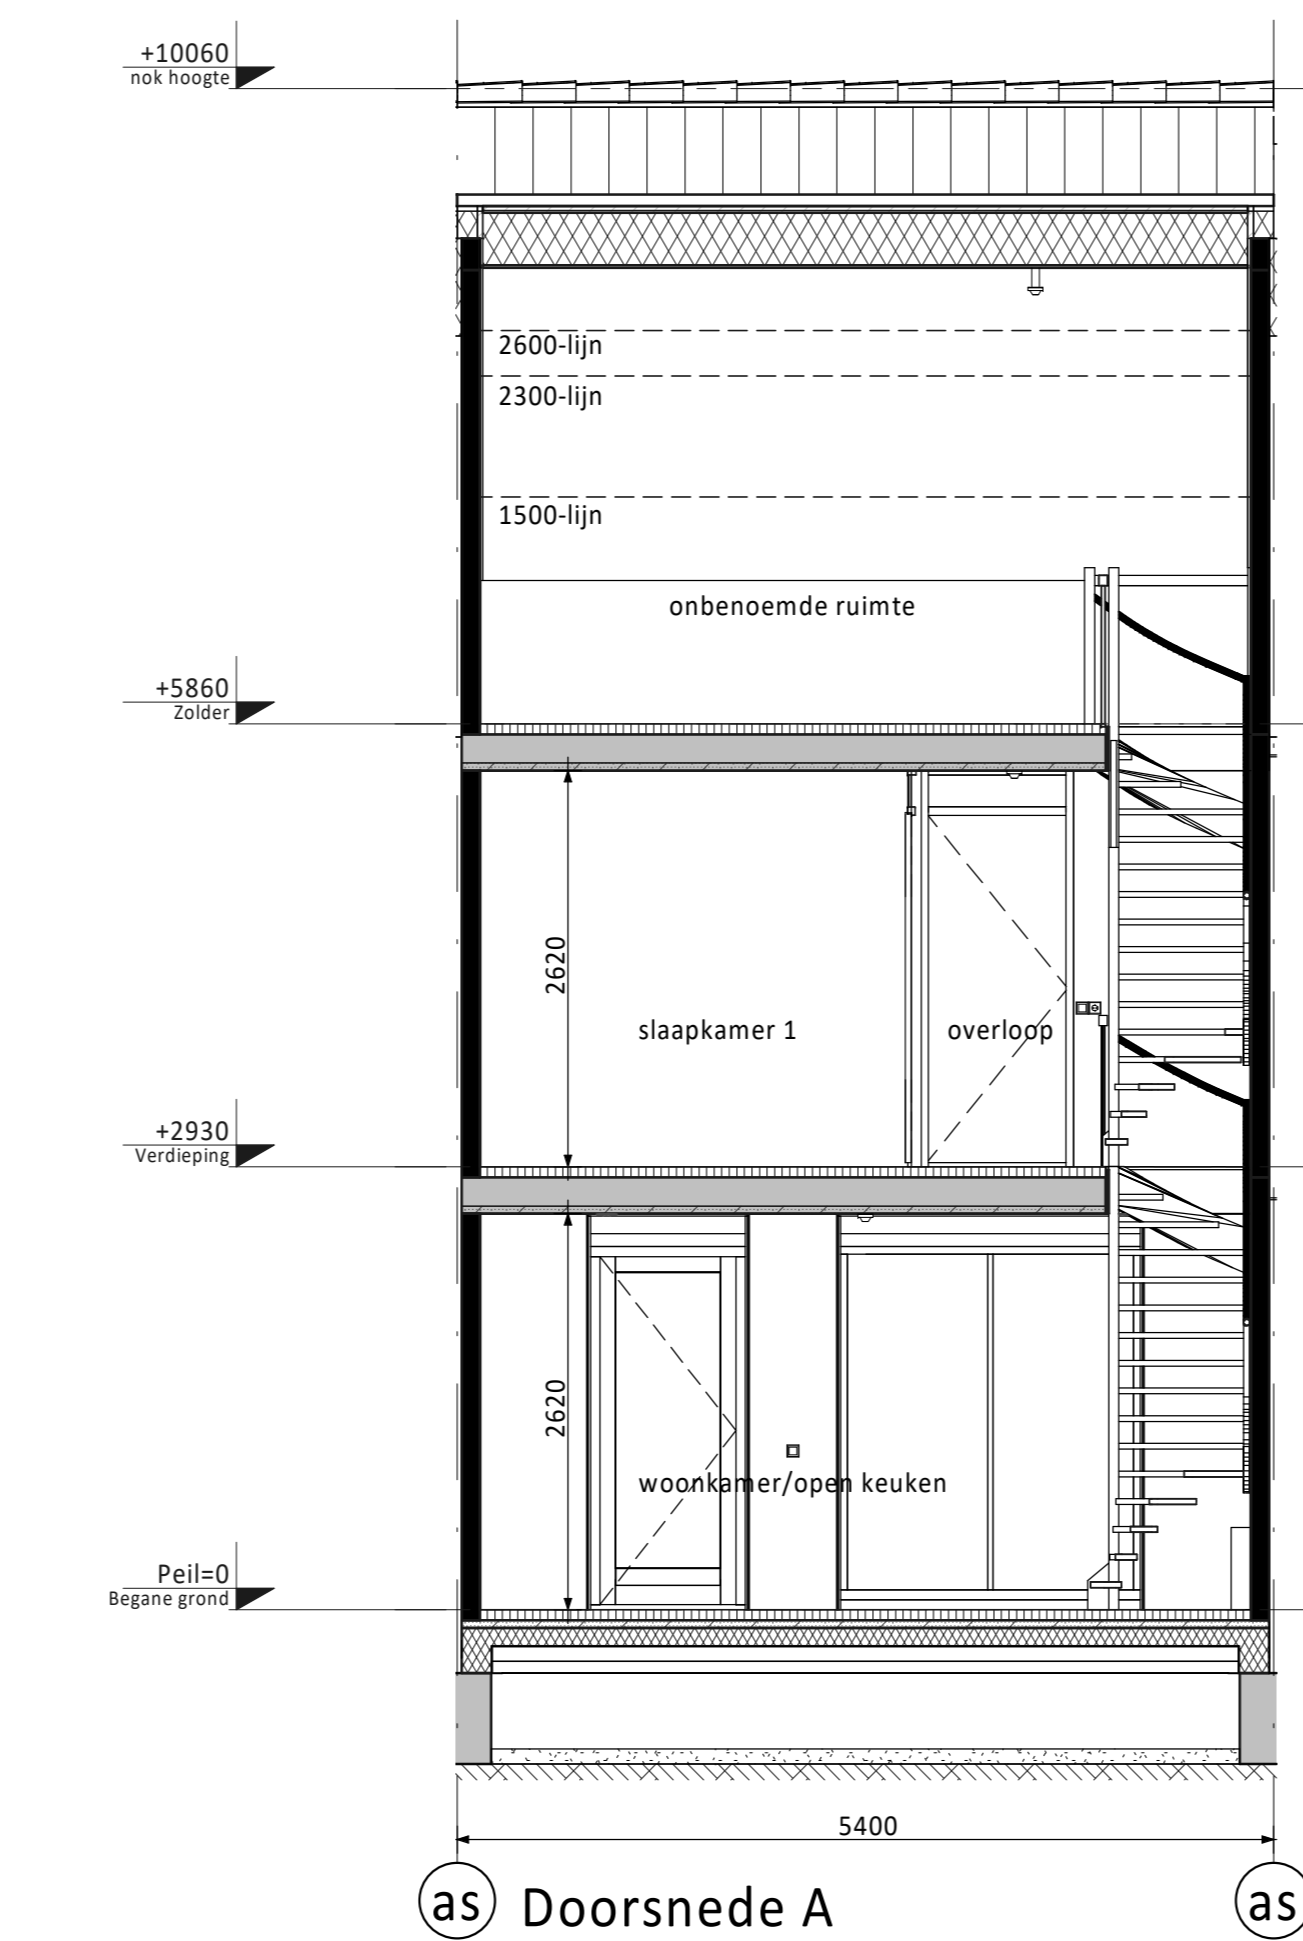 +10060
nok hoogte
2600-lijn
2300-lijn
1500-lijn
onbenoemde ruimte
+5860
Zolder
2620
slaapkamer 1
overloop
+2930
Verdieping
2620
woonkamer/open keuken
Peil=0
Begane grond
5400
as
Doorsnede A
as